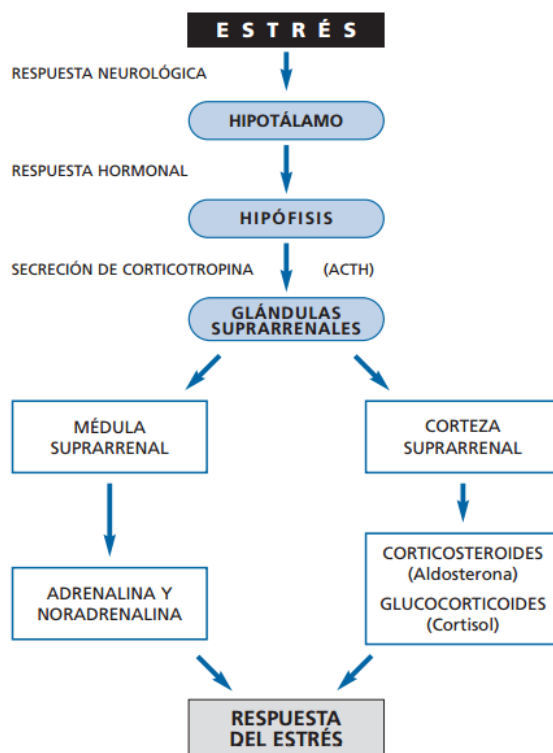 ESTRÉS
RESPUESTA NEUROLÓGICA
HIPOTÁLAMO
RESPUESTA HORMONAL
HIPÓFISIS
SECRECIÓN DE CORTICOTROPINA (ACTH)
GLÁNDULAS
SUPRARRENALES
MÉDULA
SUPRARRENAL
CORTEZA
SUPRARRENAL
ADRENALINA Y
NORADRENALINA
CORTICOSTEROIDES
(Aldosterona)
GLUCOCORTICOIDES
(Cortisol)
RESPUESTA
DEL ESTRÉS